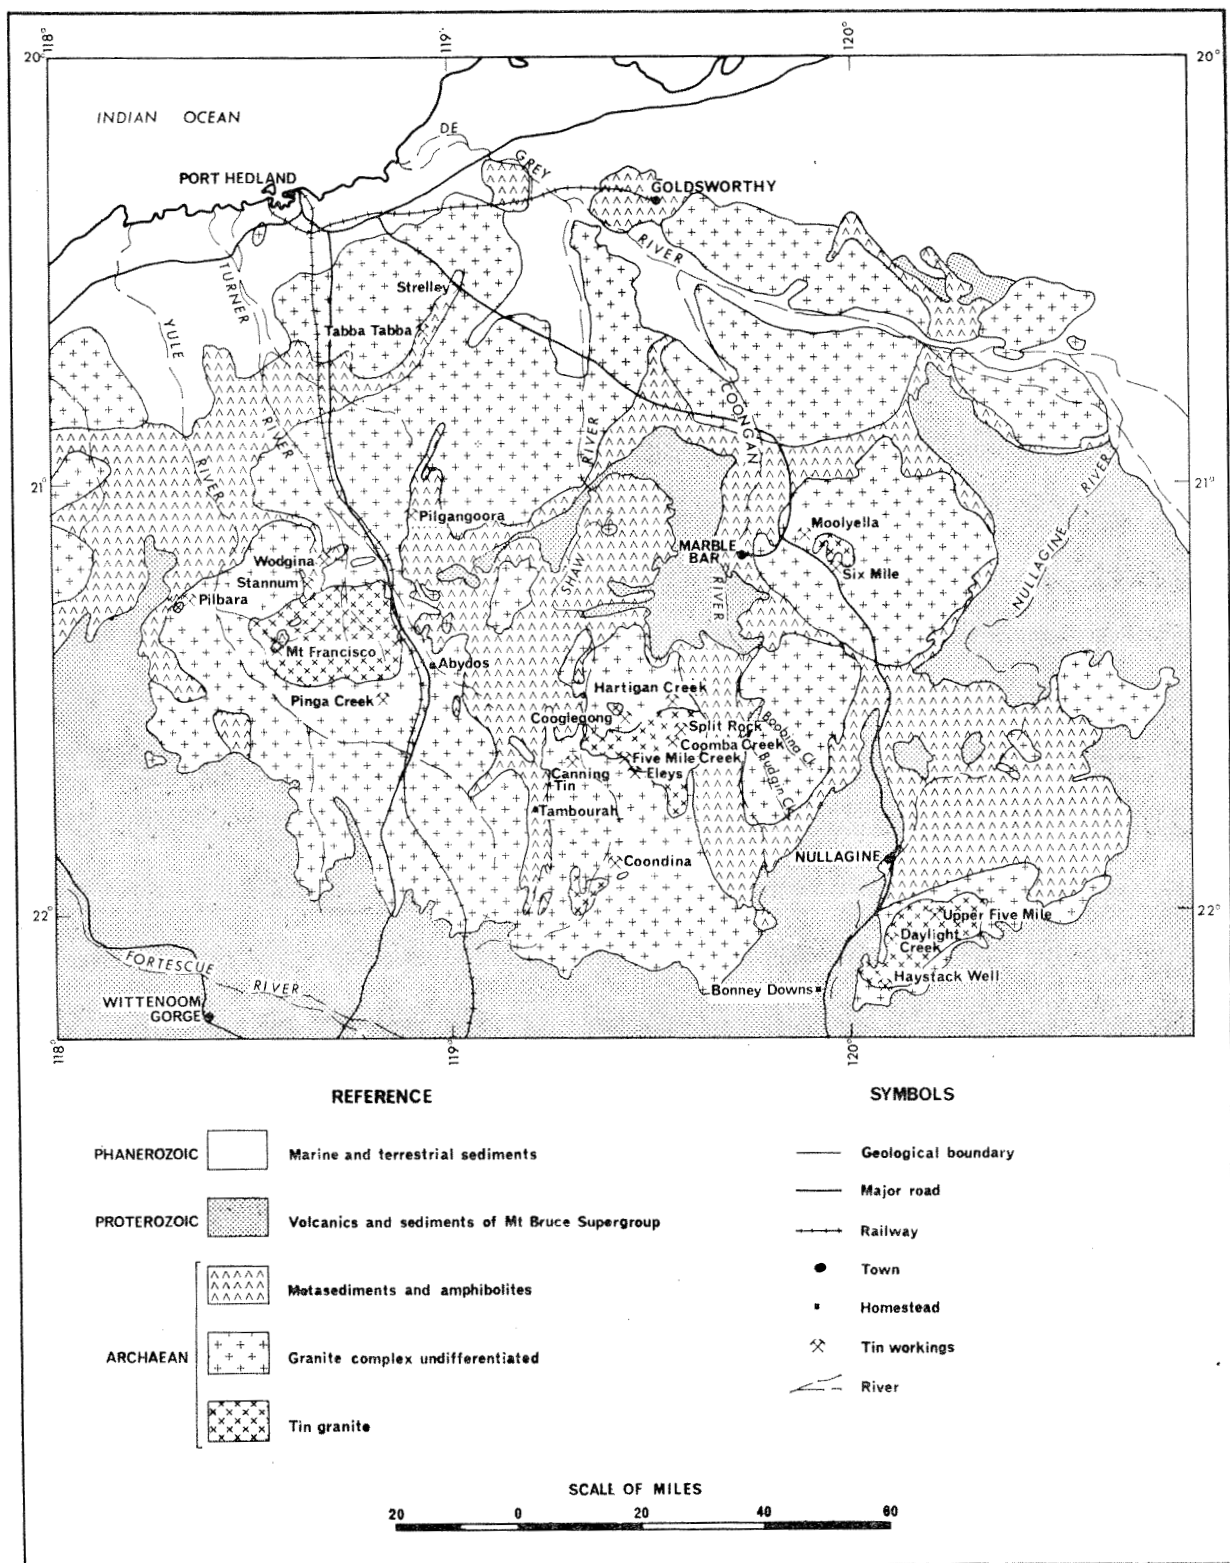 118°
119°
120°
20°
20°
INDIAN OCEAN
DE
GREY
PORT HEDLAND
GOLDSWORTHY
RIVER
TURNER
Strelley
YULE
Tabba Tabba
COONGAN
RIVER
RIVER
RIVER
RIVER
21°
21°
Pilgangoora
Moolyella
MARBLE
BAR
Wodgina
SHAW
Six Mile
NULLAGINE
Stannum
RIVER
Pilbara
Mt Francisco
Abydos
Hartigan Creek
Pinga Creek
Cooglegong
Split Rock
Boobina Ck
Coomba Creek
Five Mile Creek
Budgin Ck
Canning
Tin
Eleys
Tambourah
NULLAGINE
Coondina
22°
22°
Upper Five Mile
Daylight
Creek
FORTESCUE
RIVER
Haystack Well
Bonney Downs
WITTENOOM
GORGE
118°
119°
120°
REFERENCE
SYMBOLS
PHANEROZOIC
Marine and terrestrial sediments
PROTEROZOIC
Volcanics and sediments of Mt Bruce Supergroup
ARCHAEAN
Metasediments and amphibolites
Granite complex undifferentiated
Tin granite
Geological boundary
Major road
Railway
Town
Homestead
Tin workings
River
SCALE OF MILES
20 0 20 40 60